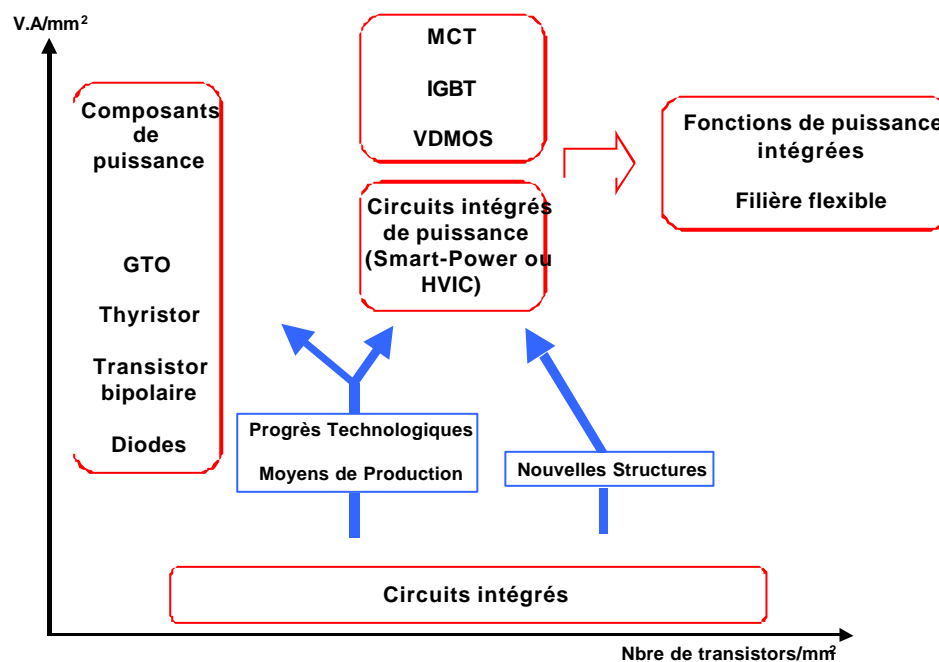 V.A/mm²
MCT
IGBT
VDMOS
Composants
de
puissance
GTO
Thyristor
Transistor
bipolaire
Diodes
Circuits intégrés
de puissance
(Smart-Power ou
HVIC)
Fonctions de puissance
intégrées
Filière flexible
Progrès Technologiques
Moyens de Production
Nouvelles Structures
Circuits intégrés
Nbre de transistors/mm²